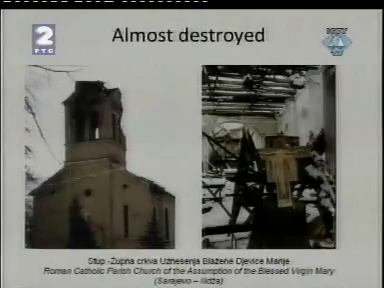 2
РТС
Almost destroyed
Stup -Župna crkva Uznesenja Blažene Djevice Marije
Roman Catholic Parish Church of the Assumption of the Blessed Virgin Mary
(Sarajevo – Ilidža)